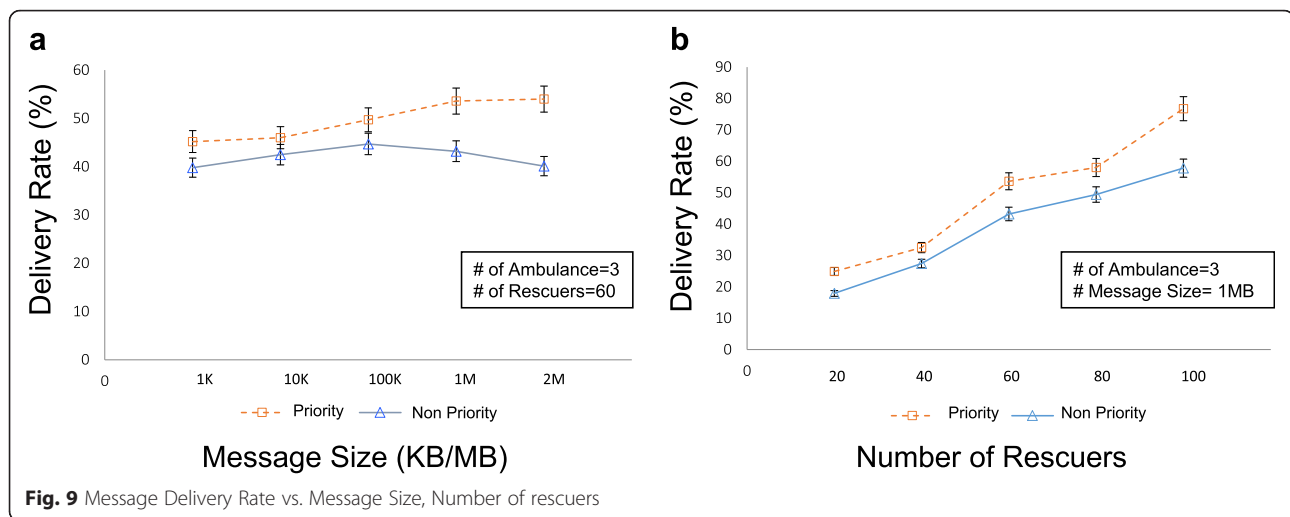 a
60
50
40
30
20
10
0
Delivery Rate (%)
# of Ambulance=3
# of Rescuers=60
0 1K 10K 100K 1M 2M
Priority Non Priority
Message Size (KB/MB)
b
90
80
70
60
50
40
30
20
10
0
Delivery Rate (%)
# of Ambulance=3
# Message Size= 1MB
0 20 40 60 80 100
Priority Non Priority
Number of Rescuers
Fig. 9 Message Delivery Rate vs. Message Size, Number of rescuers